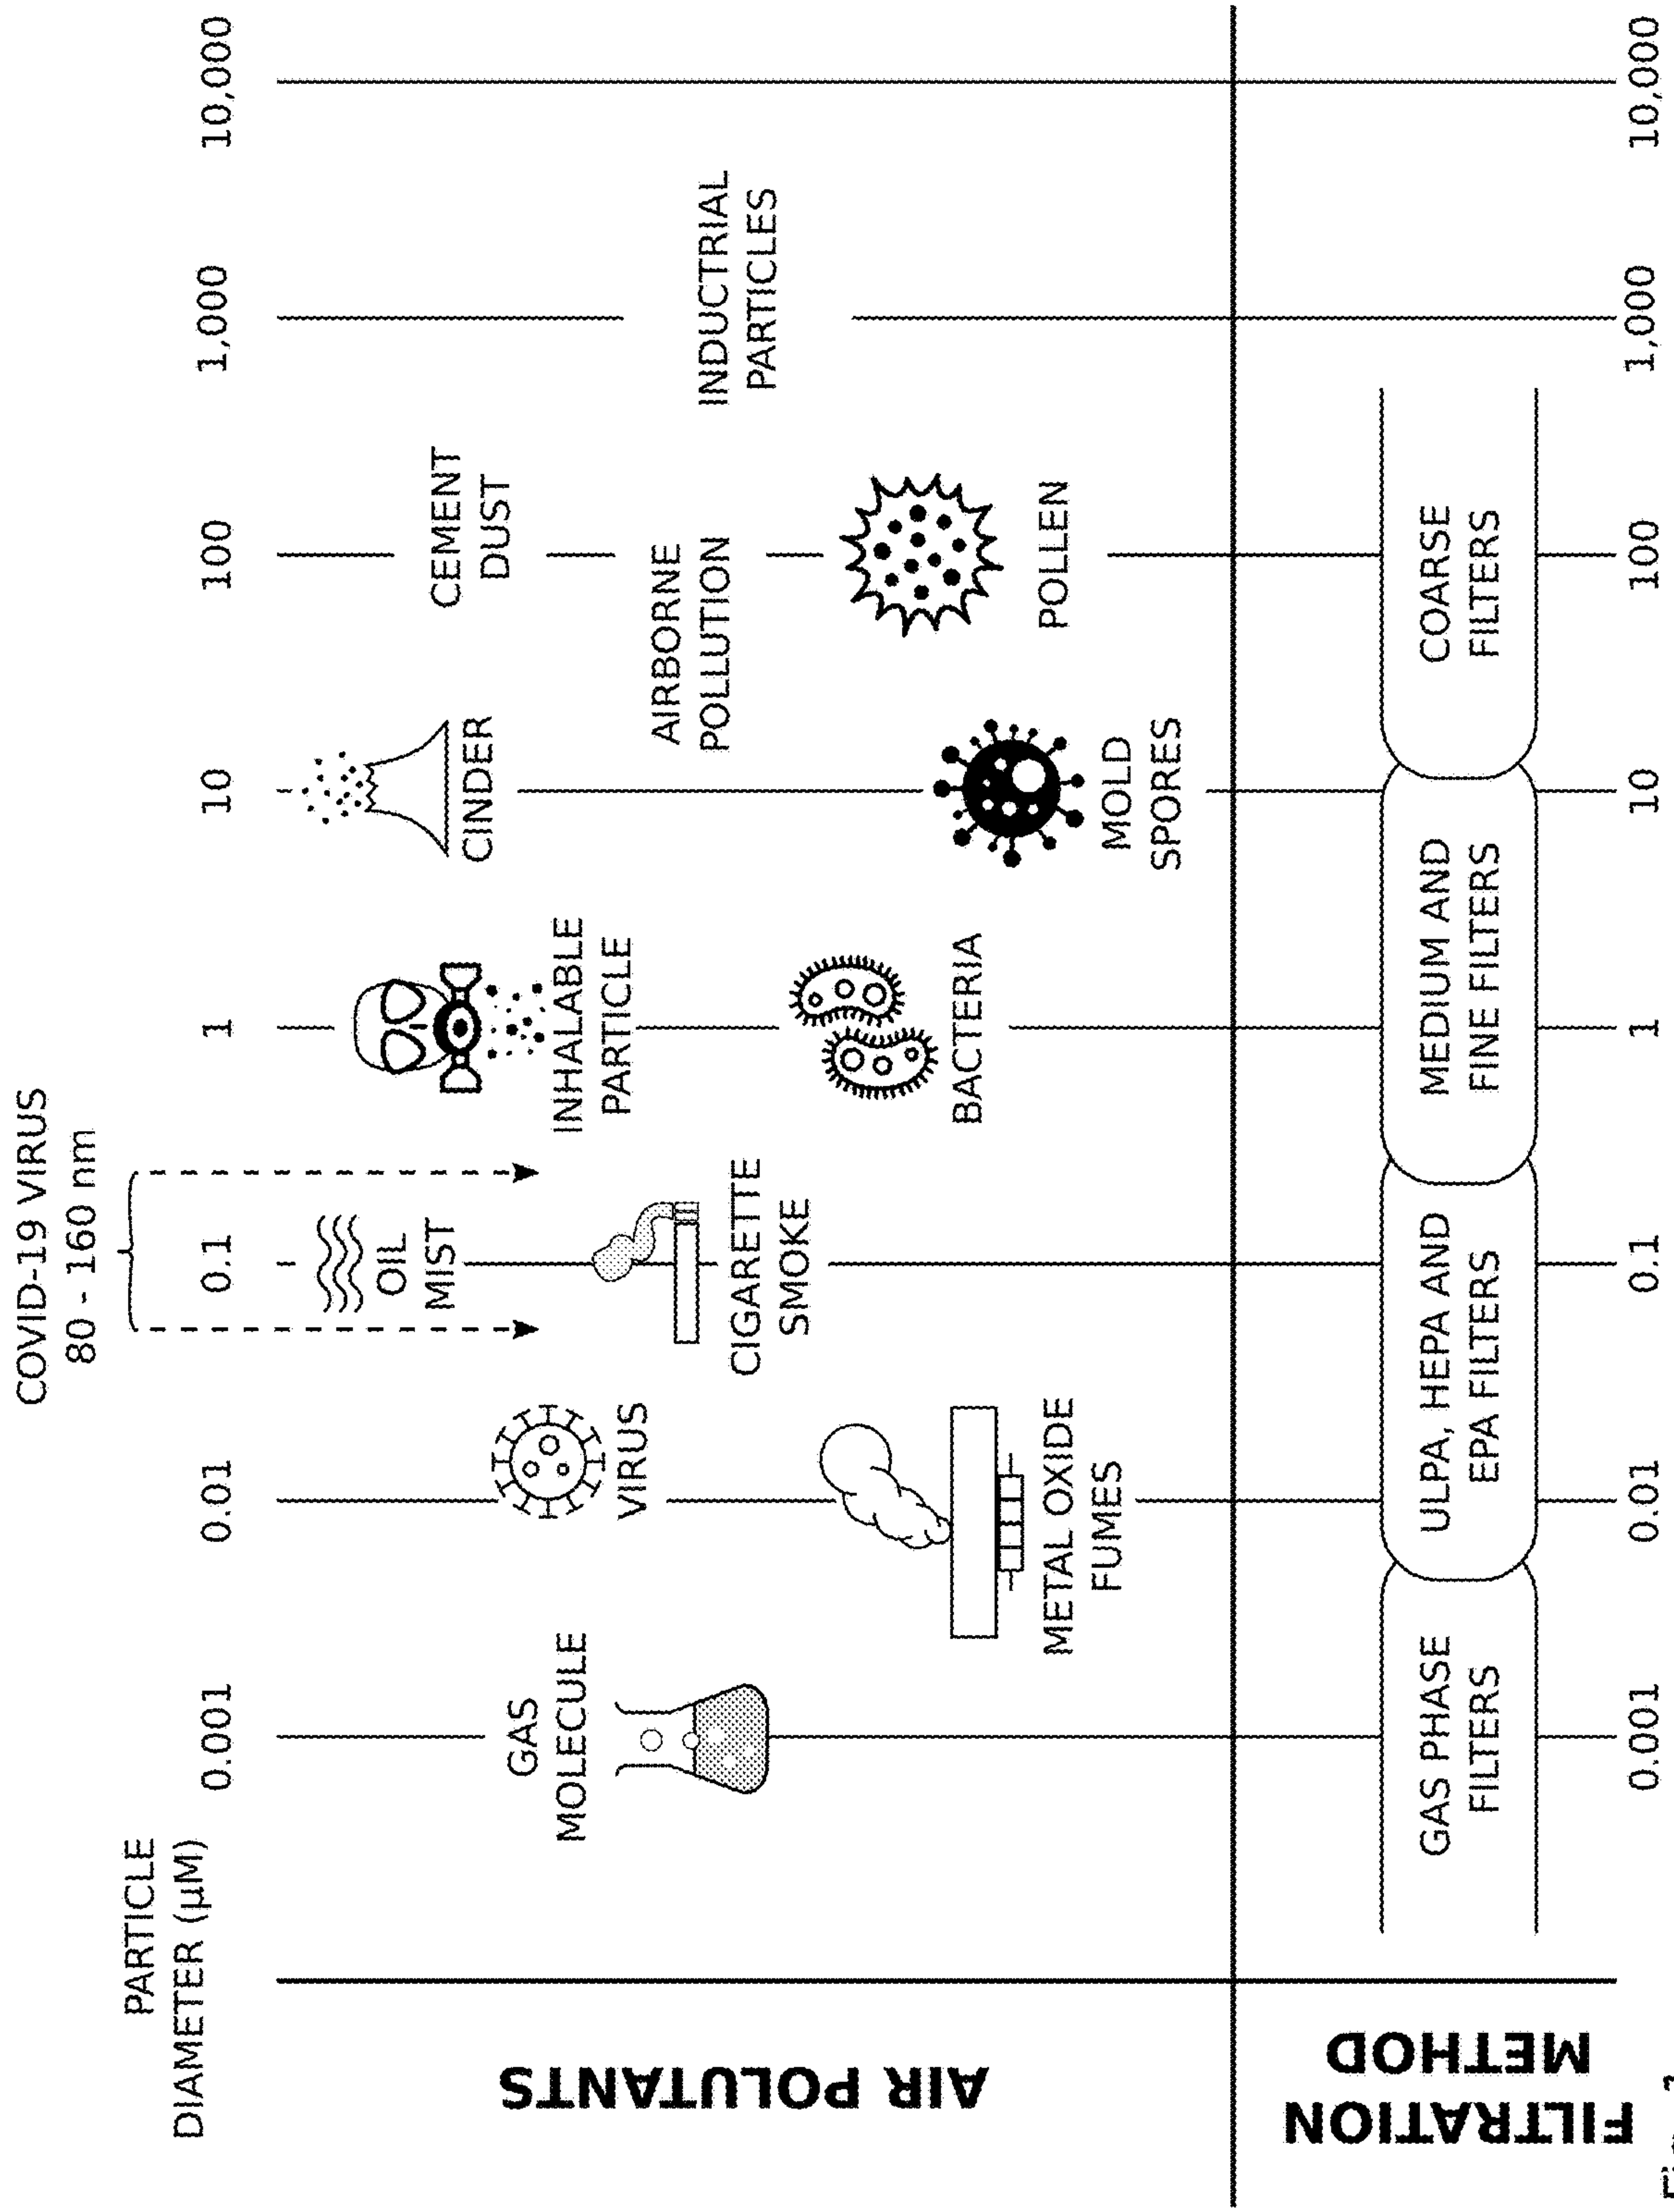 COVID-19 VIRUS
80 - 160 nm
PARTICLE
DIAMETER (µM)
0.001
0.01
0.1
1
10
100
1,000
10,000
AIR POLUTANTS
GAS
MOLECULE
VIRUS
METAL OXIDE
FUMES
OIL
MIST
CIGARETTE
SMOKE
INHALABLE
PARTICLE
BACTERIA
CINDER
MOLD
SPORES
CEMENT
DUST
AIRBORNE
POLLUTION
POLLEN
INDUCTRIAL
PARTICLES
FILTRATION
METHOD
GAS PHASE
FILTERS
ULPA, HEPA AND
EPA FILTERS
MEDIUM AND
FINE FILTERS
COARSE
FILTERS
0.001
0.01
0.1
1
10
100
1,000
10,000